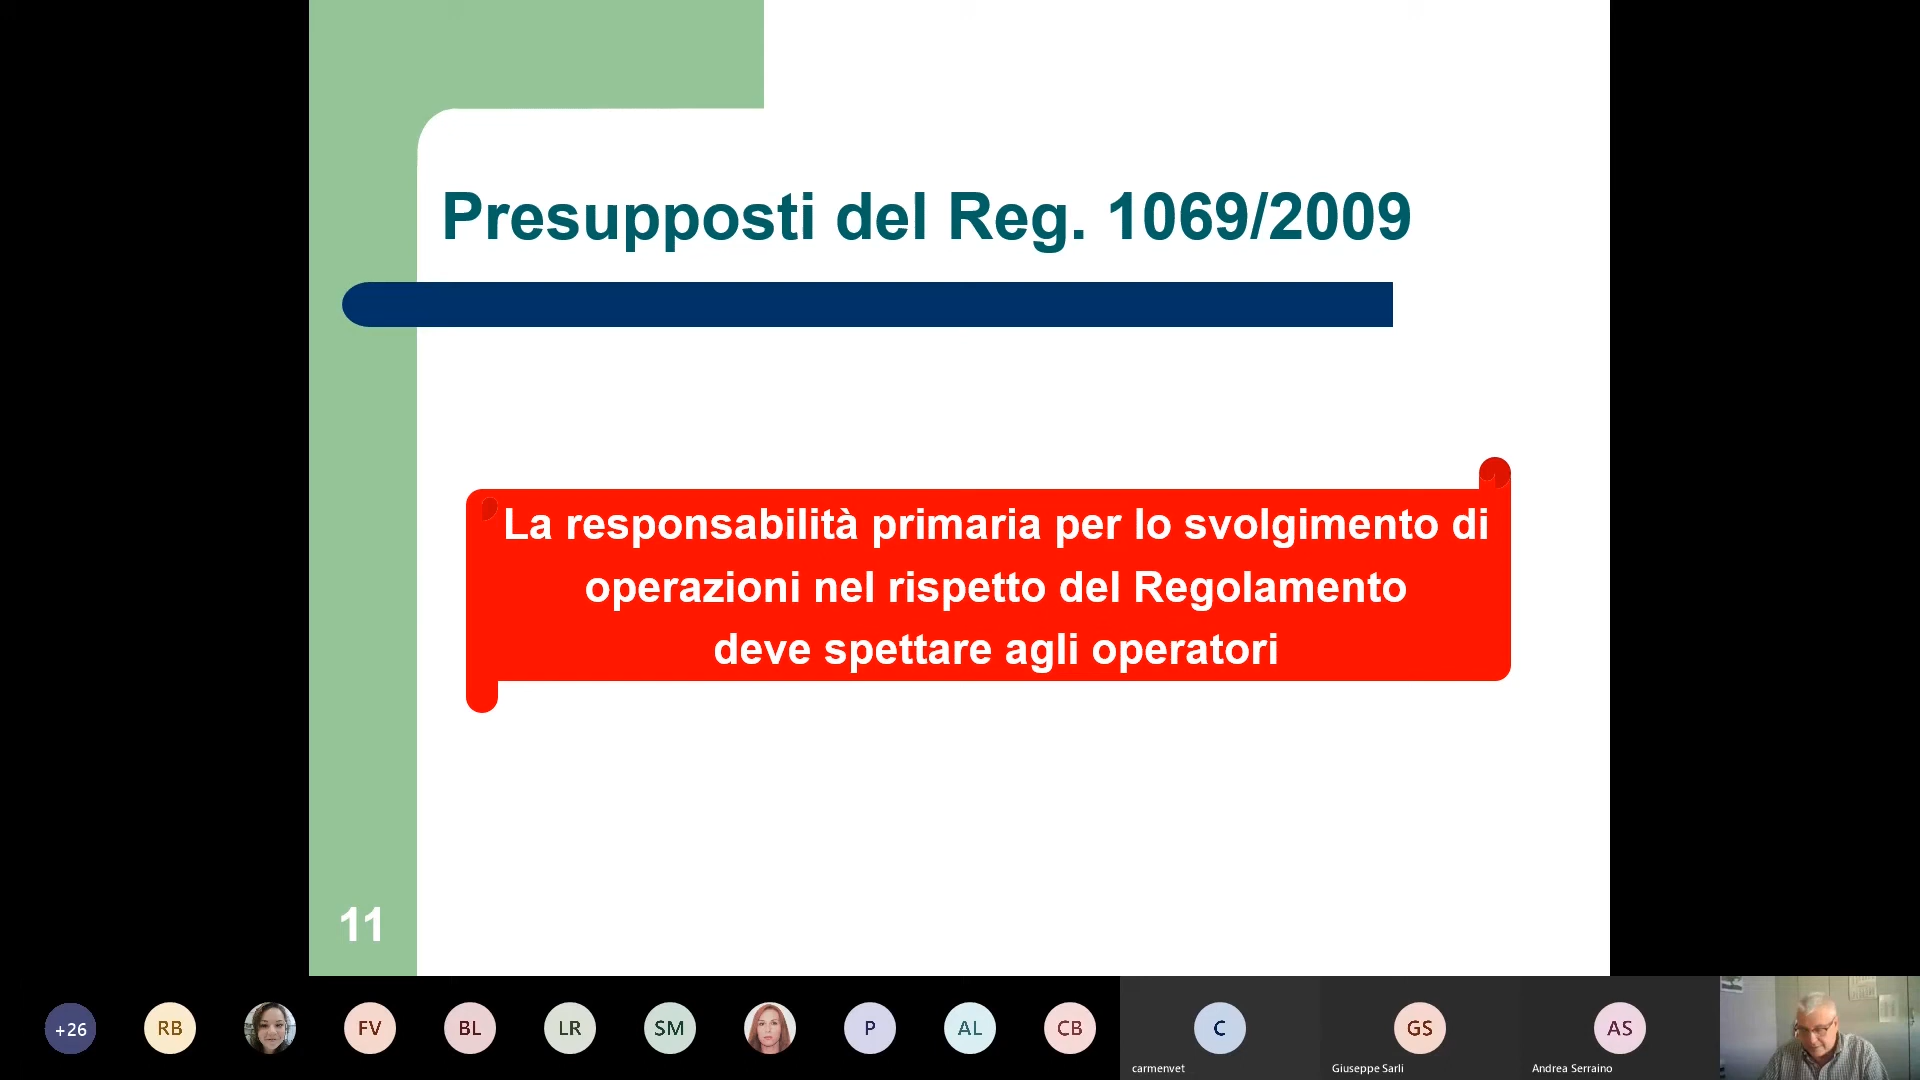 Presupposti del Reg. 1069/2009
La responsabilità primaria per lo svolgimento di
operazioni nel rispetto del Regolamento
deve spettare agli operatori
11
+26
RB
FV
BL
LR
SM
P
AL
CB
C
GS
AS
carmenvet
Giuseppe Sarli
Andrea Serraino